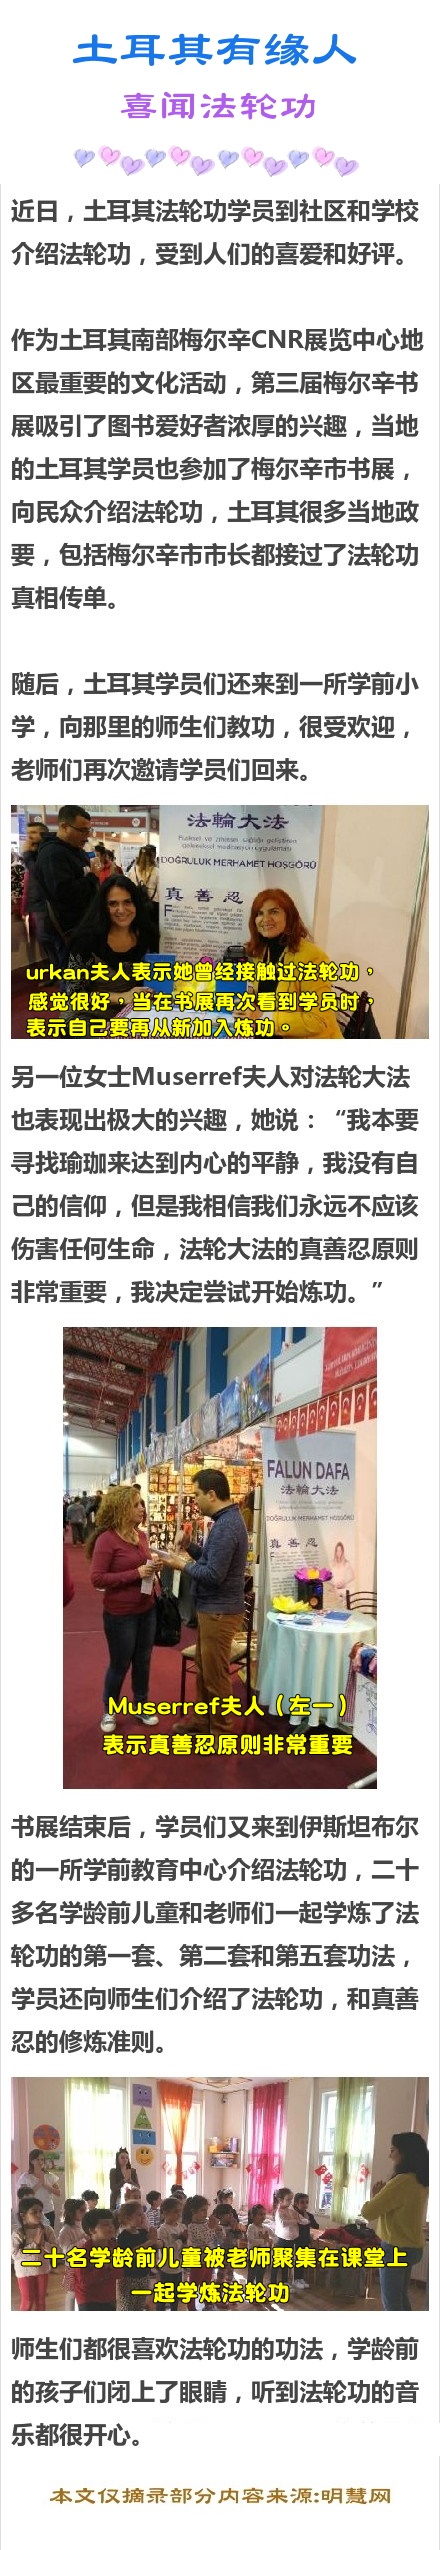 土耳其有缘人
喜闻法轮功
近日，土耳其法轮功学员到社区和学校
介绍法轮功，受到人们的喜爱和好评。
作为土耳其南部梅尔辛CNR展览中心地
区最重要的文化活动，第三届梅尔辛书
展吸引了图书爱好者浓厚的兴趣，当地
的土耳其学员也参加了梅尔辛市书展，
向民众介绍法轮功，土耳其很多当地政
要，包括梅尔辛市市长都接过了法轮功
真相传单。
随后，土耳其学员们还来到一所学前小
学，向那里的师生们教功，很受欢迎，
老师们再次邀请学员们回来。
法輪大法
Fiziksel ve zihinsel sağlığı geliştiren
geleneksel meditasyon uygulaması
DOĞRULUK MERHAMET HOŞGÖRÜ
真善忍
urkan夫人表示她曾经接触过法轮功，
感觉很好，当在书展再次看到学员时，
表示自己要再从新加入炼功。
另一位女士Muserref夫人对法轮大法
也表现出极大的兴趣，她说：“我本要
寻找瑜珈来达到内心的平静，我没有自
己的信仰，但是我相信我们永远不应该
伤害任何生命，法轮大法的真善忍原则
非常重要，我决定尝试开始炼功。”
FALUN DAFA
法輪大法
DOĞRULUK MERHAMET HOŞGÖRÜ
真善忍
Muserref夫人（左一）
表示真善忍原则非常重要
书展结束后，学员们又来到伊斯坦布尔
的一所学前教育中心介绍法轮功，二十
多名学龄前儿童和老师们一起学炼了法
轮功的第一套、第二套和第五套功法，
学员还向师生们介绍了法轮功，和真善
忍的修炼准则。
二十名学龄前儿童被老师聚集在课堂上
一起学炼法轮功
师生们都很喜欢法轮功的功法，学龄前
的孩子们闭上了眼睛，听到法轮功的音
乐都很开心。
本文仅摘录部分内容来源:明慧网